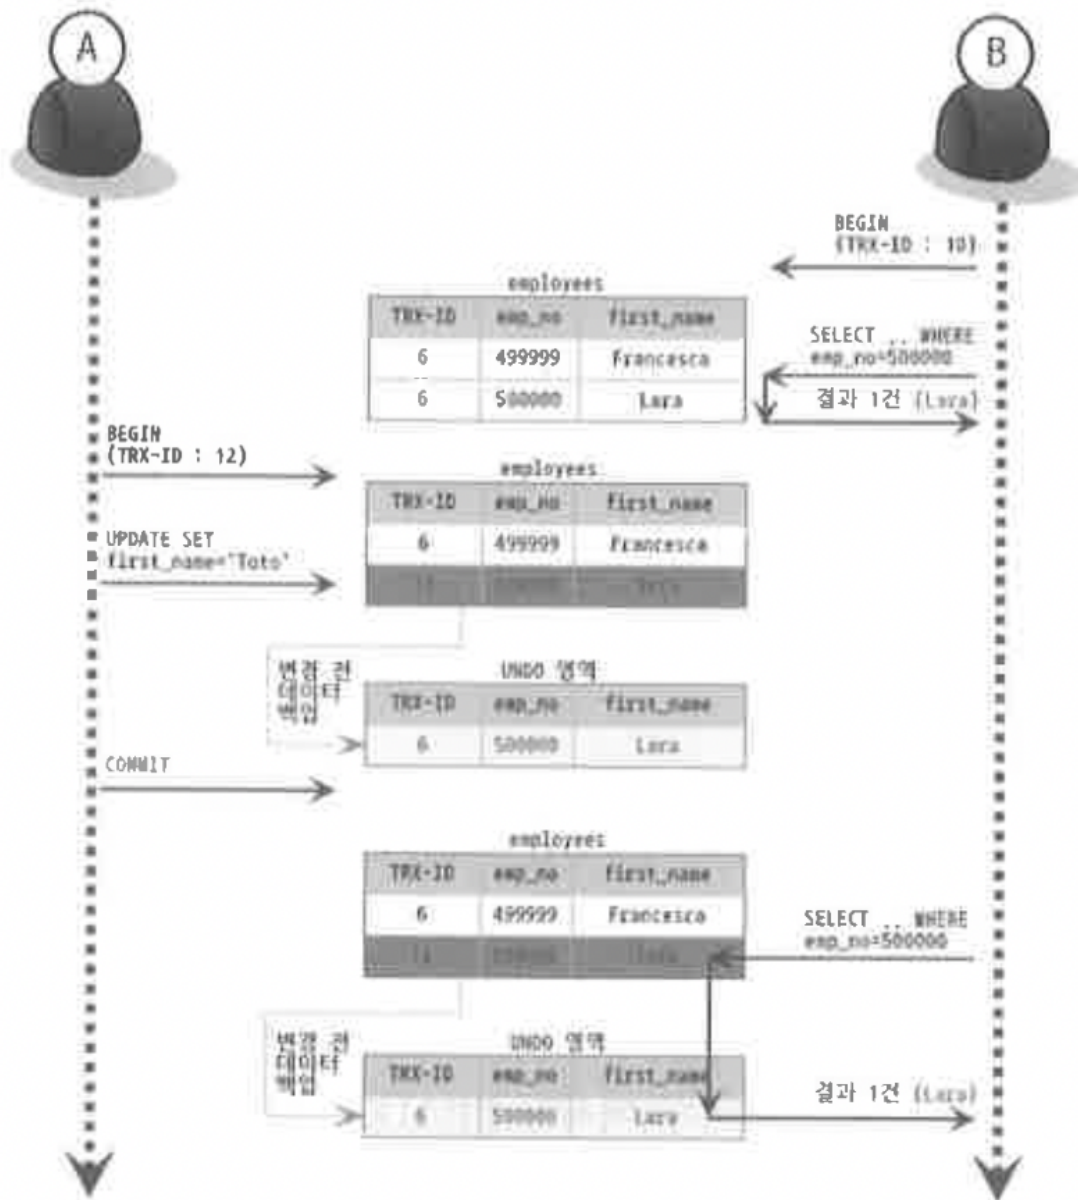 A
B
BEGIN
(TRX-ID : 10)
employees
TRX-ID emp_no first_name
6 499999 Francesca
6 500000 Lara
SELECT .. WHERE
emp_no=500000
결과 1건 (Lara)
BEGIN
(TRX-ID : 12)
employees
TRX-ID emp_no first_name
6 499999 Francesca
UPDATE SET
first_name='Toto'
변경 전
데이터
백업
UNDO 영역
TRX-ID emp_no first_name
6 500000 Lara
COMMIT
employees
TRX-ID emp_no first_name
6 499999 Francesca
SELECT .. WHERE
emp_no=500000
변경 전
데이터
백업
UNDO 영역
TRX-ID emp_no first_name
6 500000 Lara
결과 1건 (Lara)